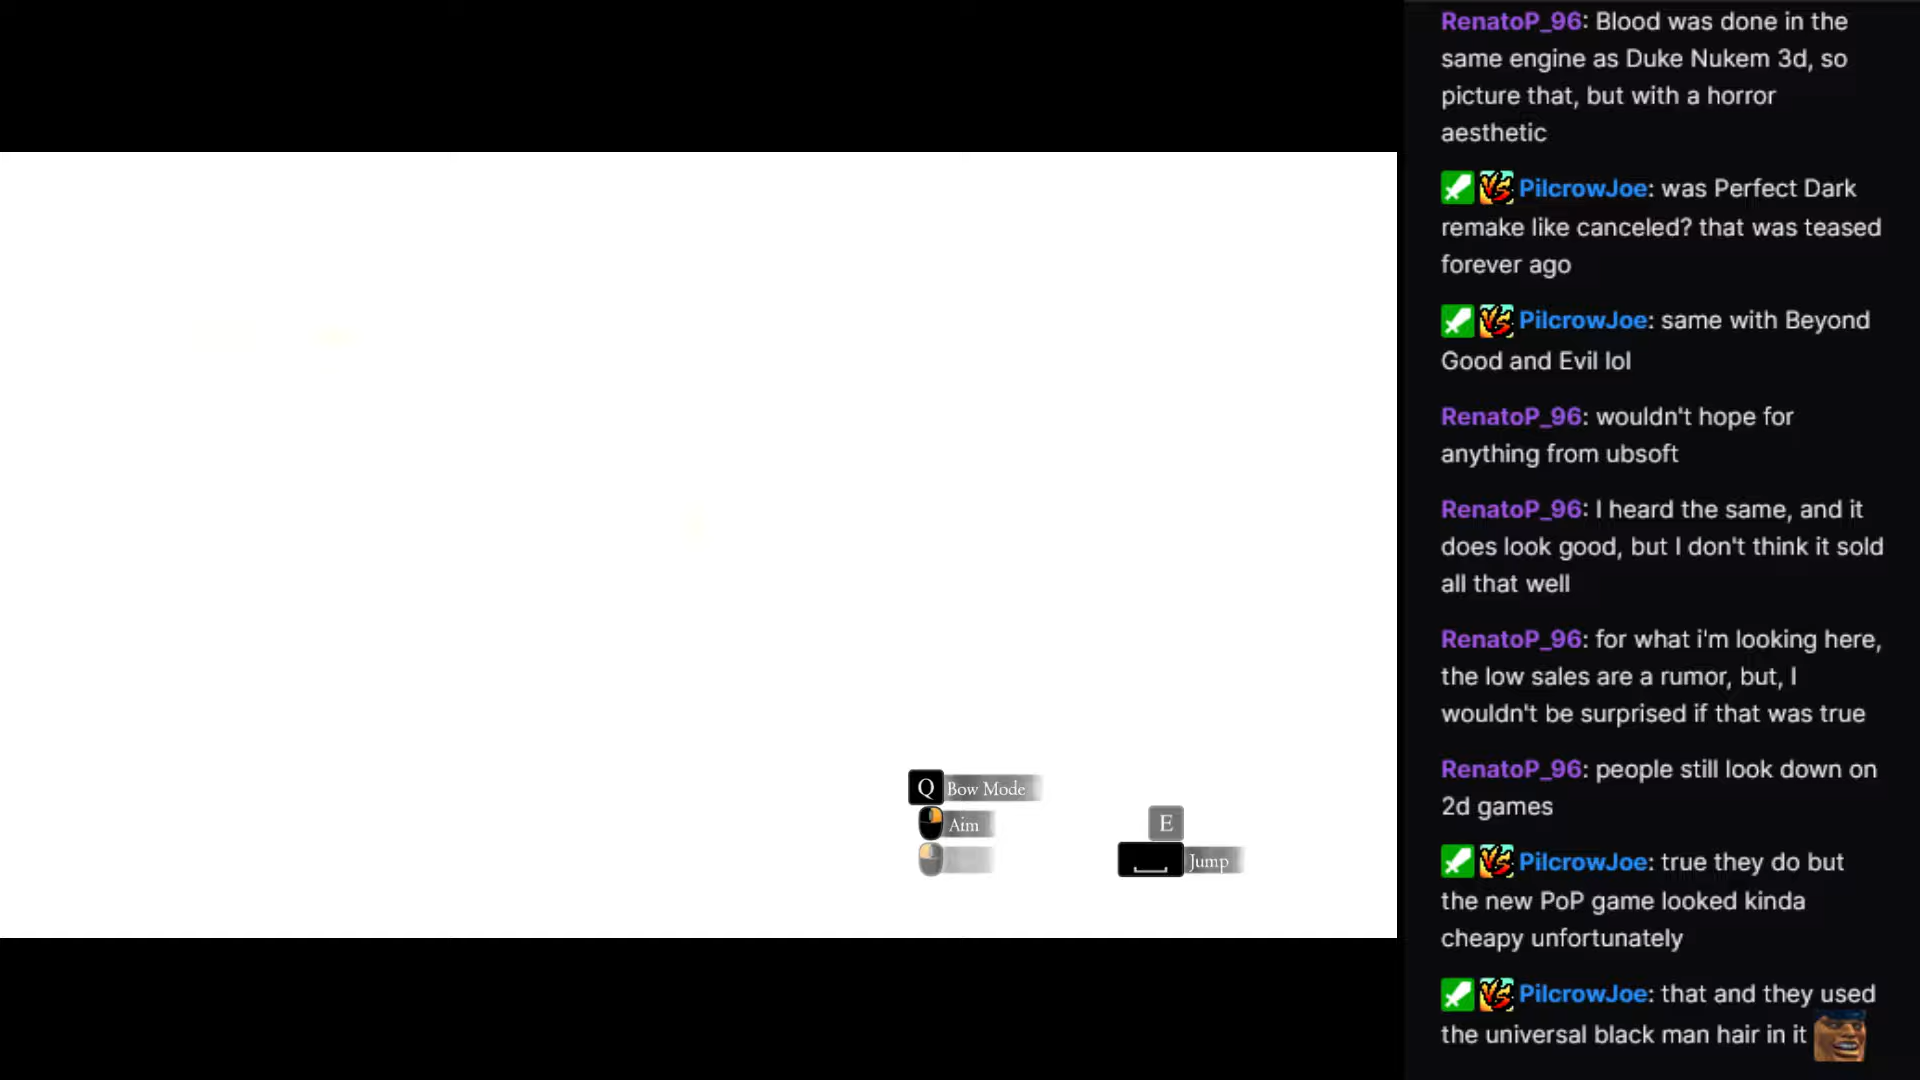 Q Bow Mode
Aim
E
Jump
RenatoP_96: Blood was done in the
same engine as Duke Nukem 3d, so
picture that, but with a horror
aesthetic
PilcrowJoe: was Perfect Dark
remake like canceled? that was teased
forever ago
PilcrowJoe: same with Beyond
Good and Evil lol
RenatoP_96: wouldn't hope for
anything from ubsoft
RenatoP_96: I heard the same, and it
does look good, but I don't think it sold
all that well
RenatoP_96: for what i'm looking here,
the low sales are a rumor, but, I
wouldn't be surprised if that was true
RenatoP_96: people still look down on
2d games
PilcrowJoe: true they do but
the new PoP game looked kinda
cheapy unfortunately
PilcrowJoe: that and they used
the universal black man hair in it